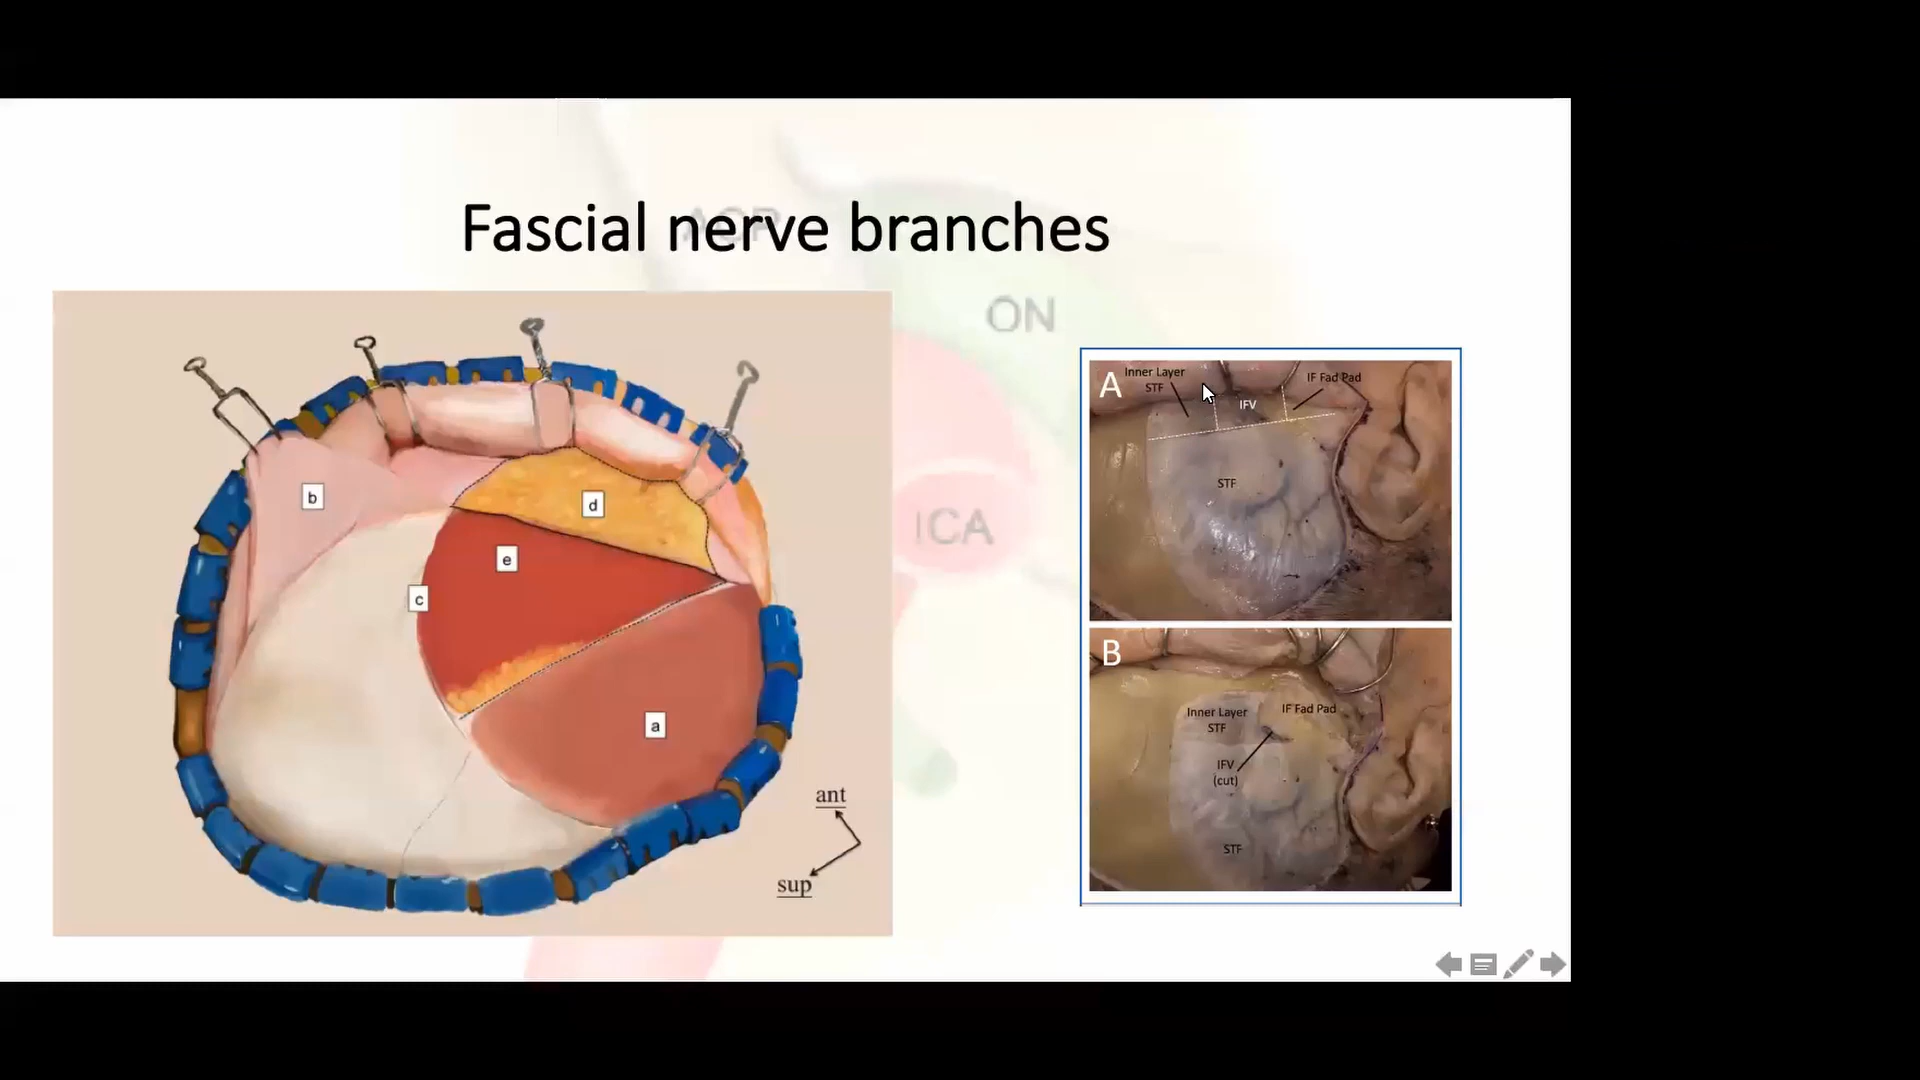 Fascial nerve branches
ACP
ON
ICA
b
d
e
c
a
ant
sup
A
Inner Layer
STF
IFV
IF Fad Pad
STF
B
Inner Layer
STF
IF Fad Pad
IFV
(cut)
STF